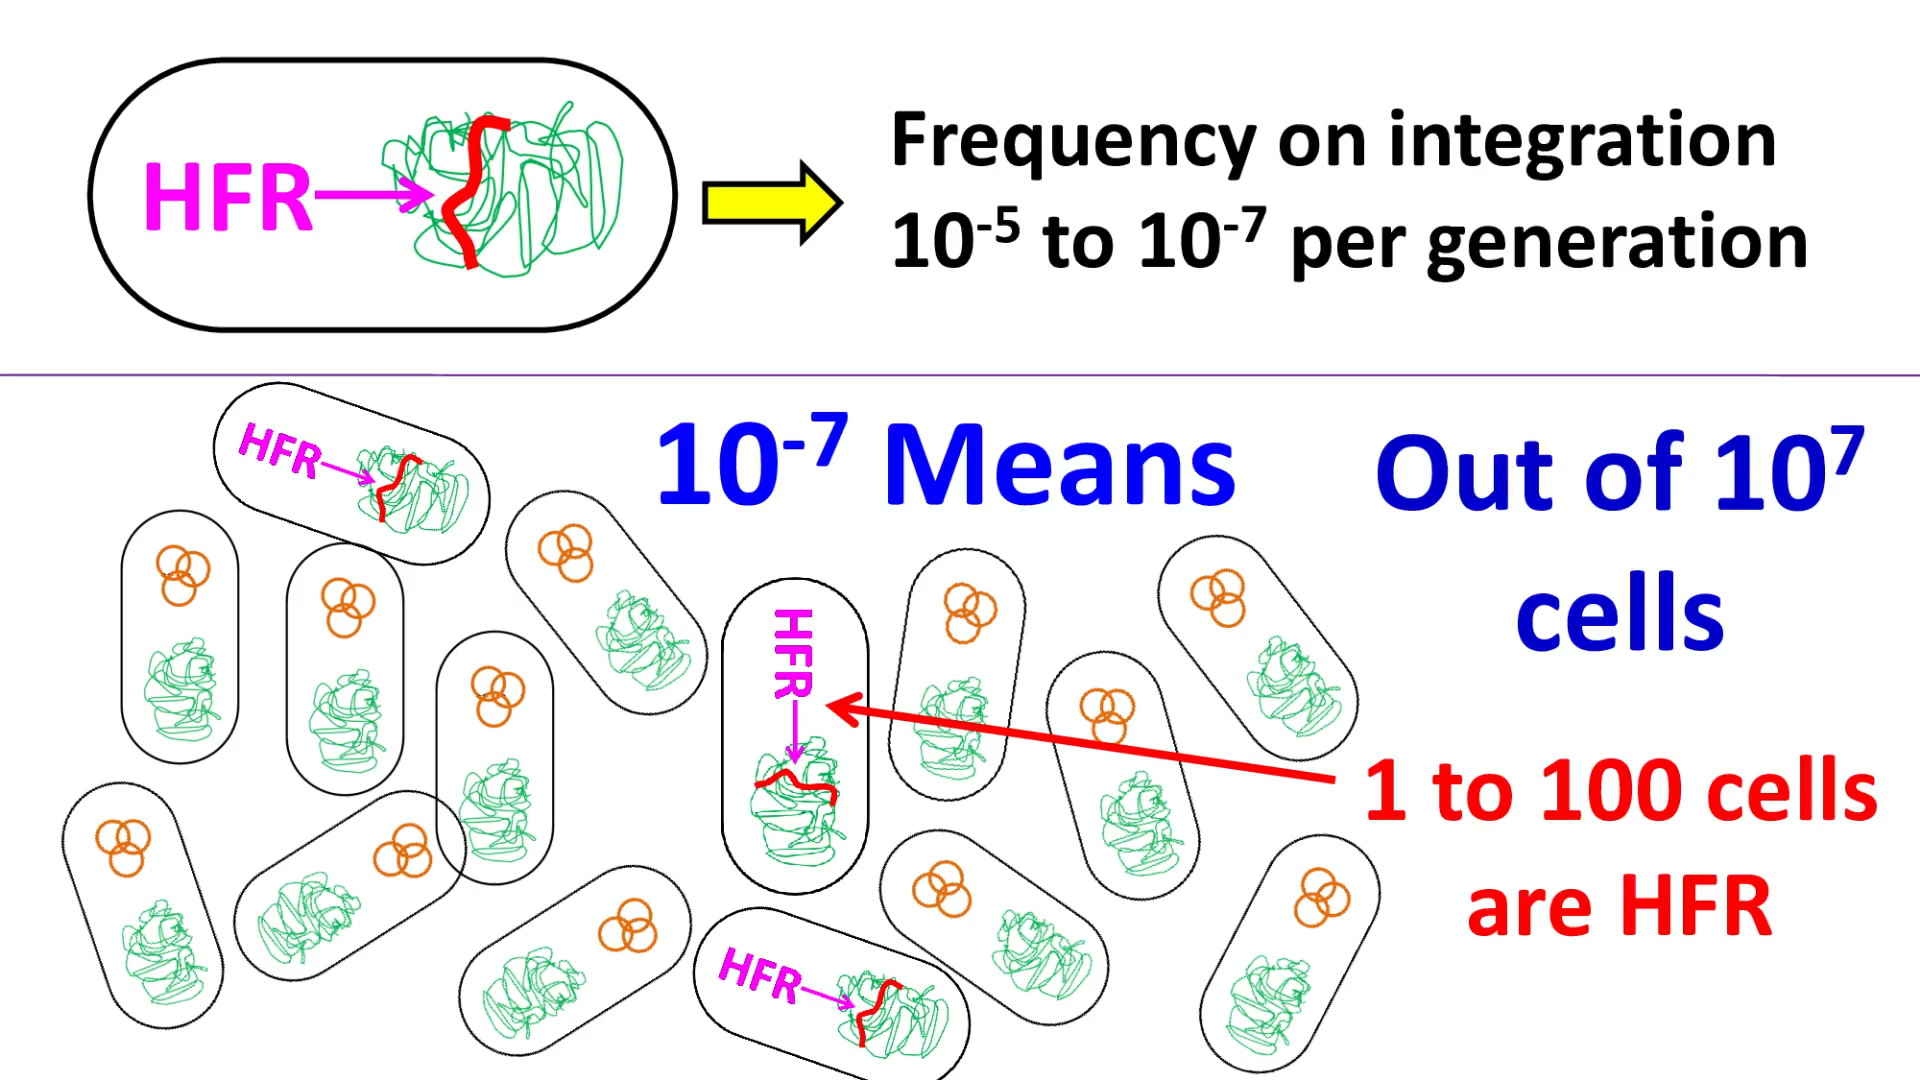 HFR
Frequency on integration
10⁻⁵ to 10⁻⁷ per generation
HFR
10⁻⁷ Means
Out of 10⁷
cells
HFR
1 to 100 cells
are HFR
HFR